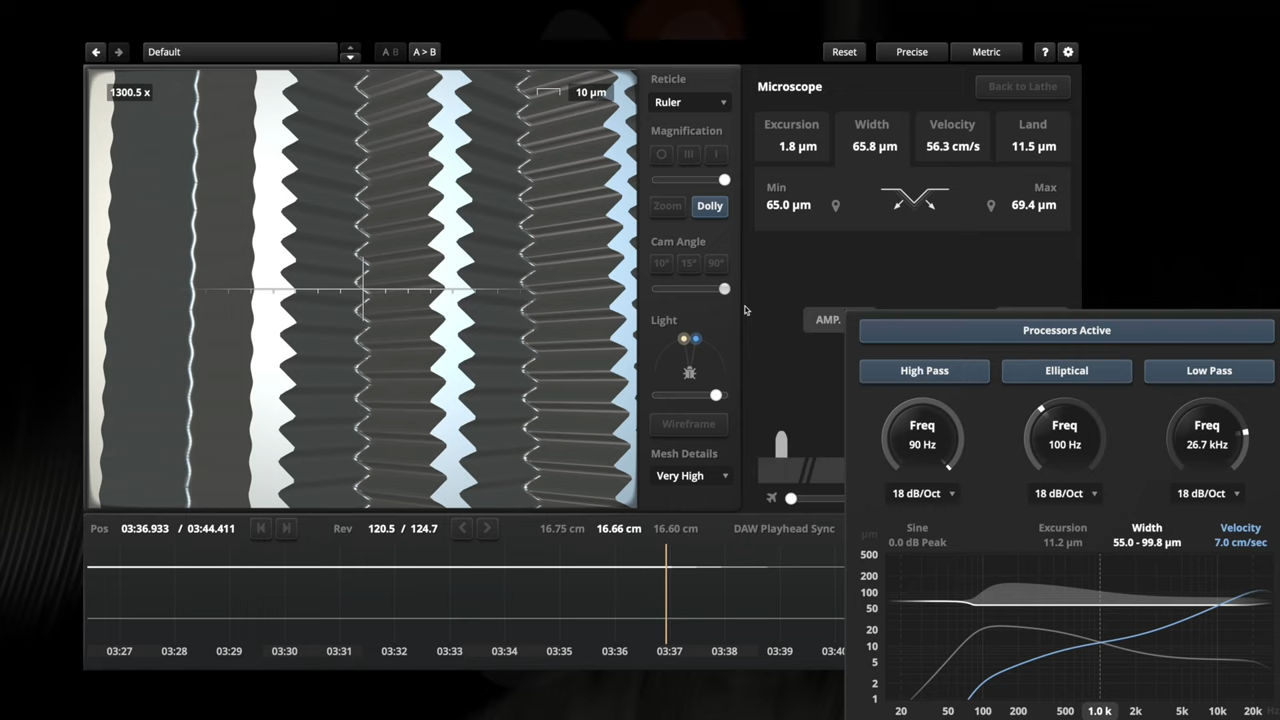 Default
A B
A > B
Reset
Precise
Metric
?
1300.5 x
10 µm
Reticle
Ruler
Magnification
Zoom
Dolly
Cam Angle
10°
15°
90°
Light
Wireframe
Mesh Details
Very High
Microscope
Back to Lathe
Excursion
1.8 µm
Width
65.8 µm
Velocity
56.3 cm/s
Land
11.5 µm
Min
65.0 µm
Max
69.4 µm
AMP.
Pos
03:36.933 / 03:44.411
Rev
120.5 / 124.7
16.75 cm
16.66 cm
16.60 cm
DAW Playhead Sync
03:27
03:28
03:29
03:30
03:31
03:32
03:33
03:34
03:35
03:36
03:37
03:38
03:39
Processors Active
High Pass
Elliptical
Low Pass
Freq
90 Hz
Freq
100 Hz
Freq
26.7 kHz
18 dB/Oct
18 dB/Oct
18 dB/Oct
Sine
0.0 dB Peak
Excursion
11.2 µm
Width
55.0 - 99.8 µm
Velocity
7.0 cm/sec
µm
500
200
100
50
20
10
5
2
1
20
50
100
200
500
1.0 k
2k
5k
10k
20k